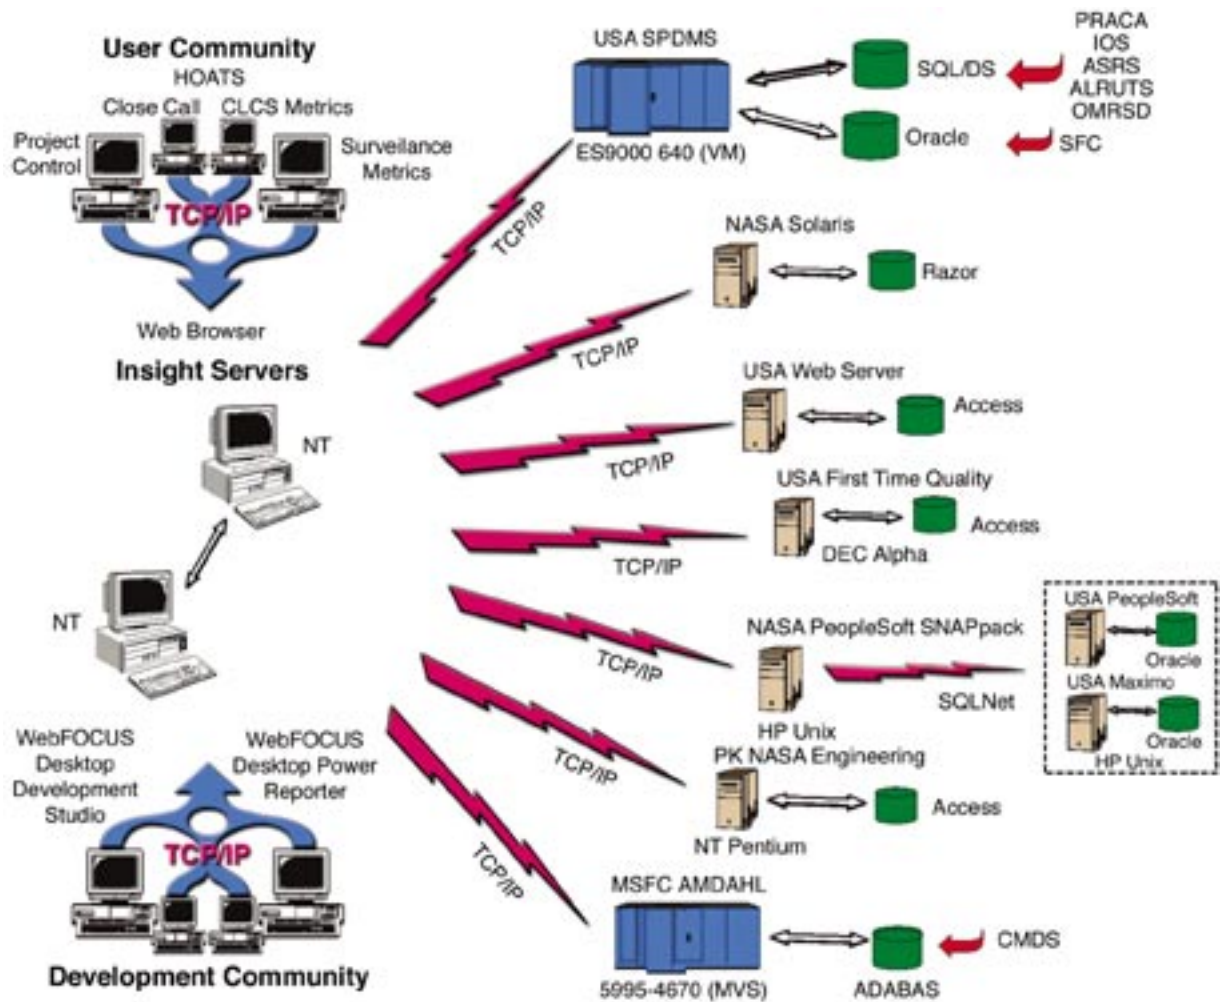 User Community
HOATS
Close Call
CLCS Metrics
Project
Control
Surveilance
Metrics
TCP/IP
Web Browser
Insight Servers
NT
NT
WebFOCUS
Desktop
Development
Studio
WebFOCUS
Desktop Power
Reporter
TCP/IP
Development Community
USA SPDMS
ES9000 640 (VM)
SQL/DS
Oracle
PRACA
IOS
ASRS
ALRUTS
OMRSD
SFC
TCP/IP
NASA Solaris
Razor
TCP/IP
USA Web Server
Access
TCP/IP
USA First Time Quality
Access
DEC Alpha
TCP/IP
NASA PeopleSoft SNAPpack
HP Unix
TCP/IP
SQLNet
USA PeopleSoft
Oracle
USA Maximo
Oracle
HP Unix
PK NASA Engineering
Access
NT Pentium
TCP/IP
MSFC AMDAHL
5995-4670 (MVS)
ADABAS
CMDS
TCP/IP